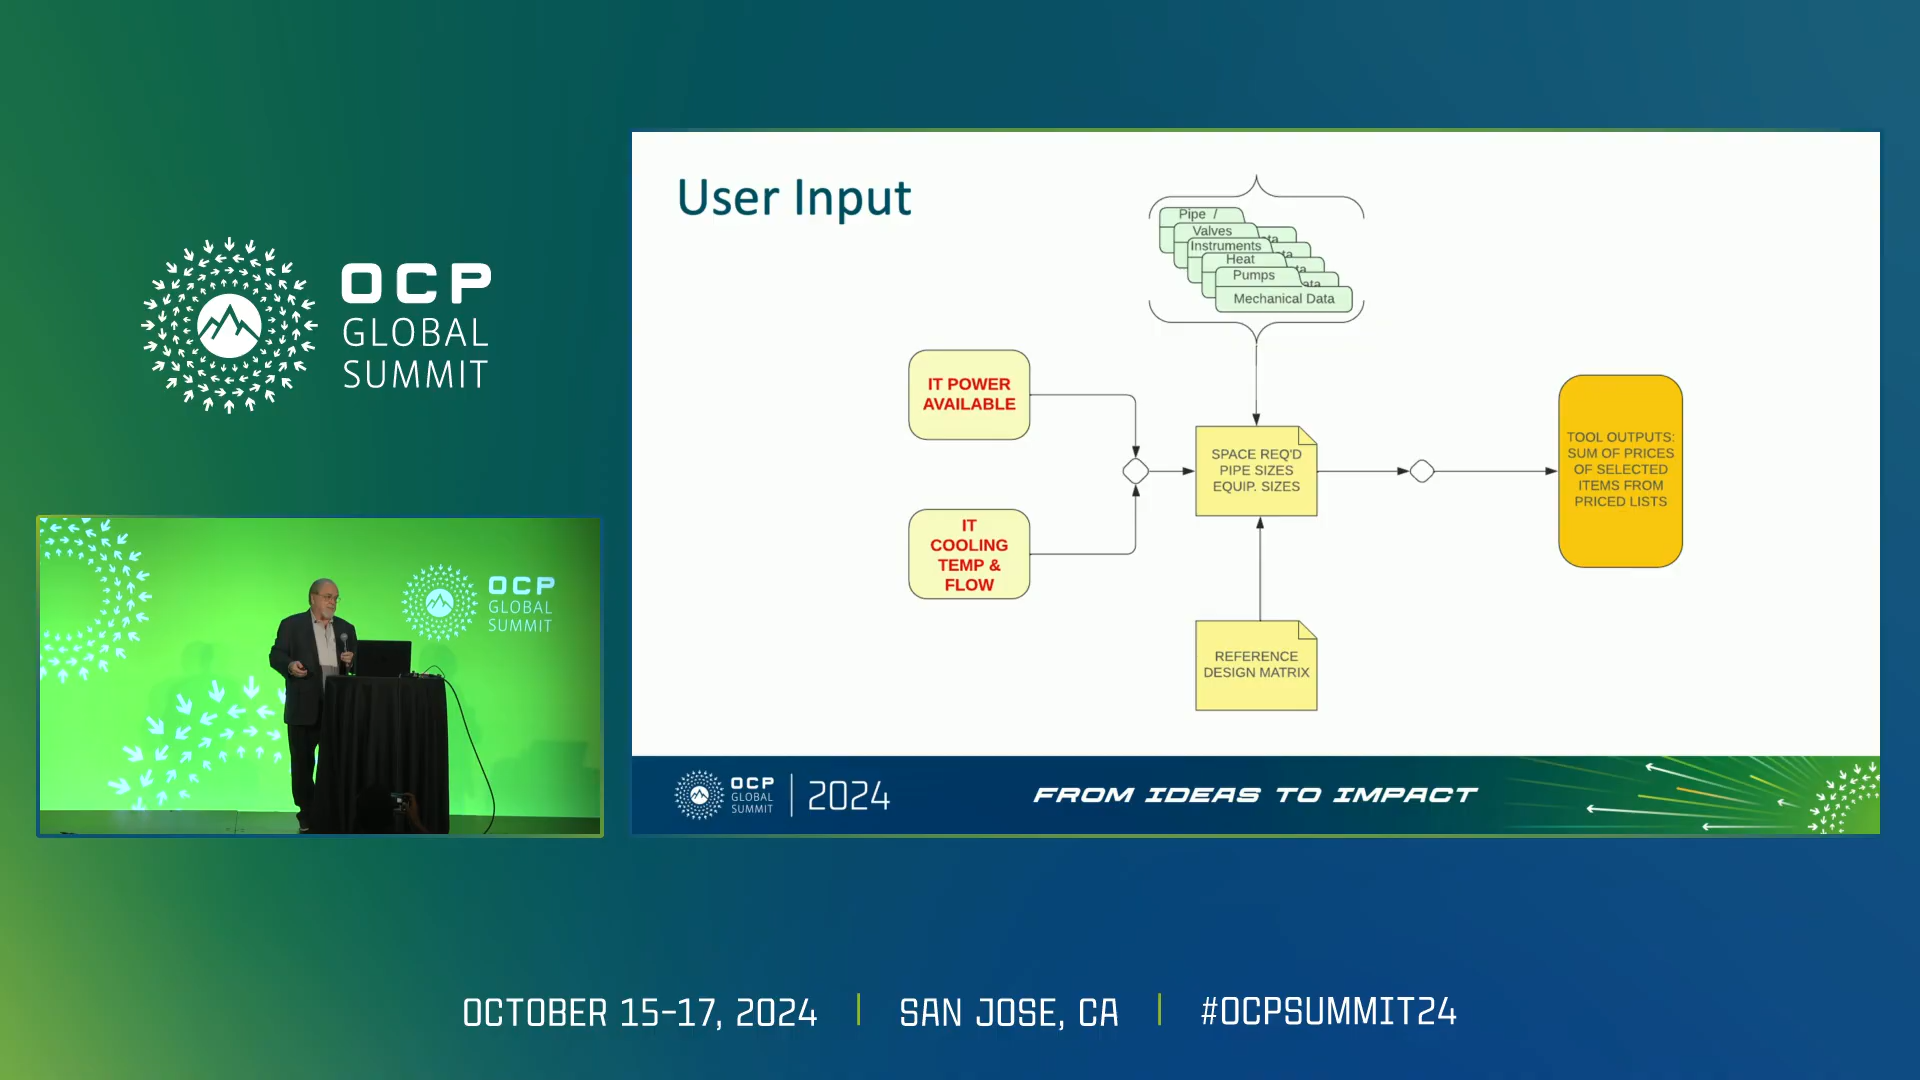 OCP
GLOBAL
SUMMIT
OCP
GLOBAL
SUMMIT
User Input
Pipe /
Valves
Instruments
Heat
Pumps
Mechanical Data
IT POWER
AVAILABLE
IT
COOLING
TEMP &
FLOW
SPACE REQ'D
PIPE SIZES
EQUIP. SIZES
REFERENCE
DESIGN MATRIX
TOOL OUTPUTS:
SUM OF PRICES
OF SELECTED
ITEMS FROM
PRICED LISTS
OCP
GLOBAL
SUMMIT
2024
FROM IDEAS TO IMPACT
OCTOBER 15-17, 2024
SAN JOSE, CA
#OCPSUMMIT24